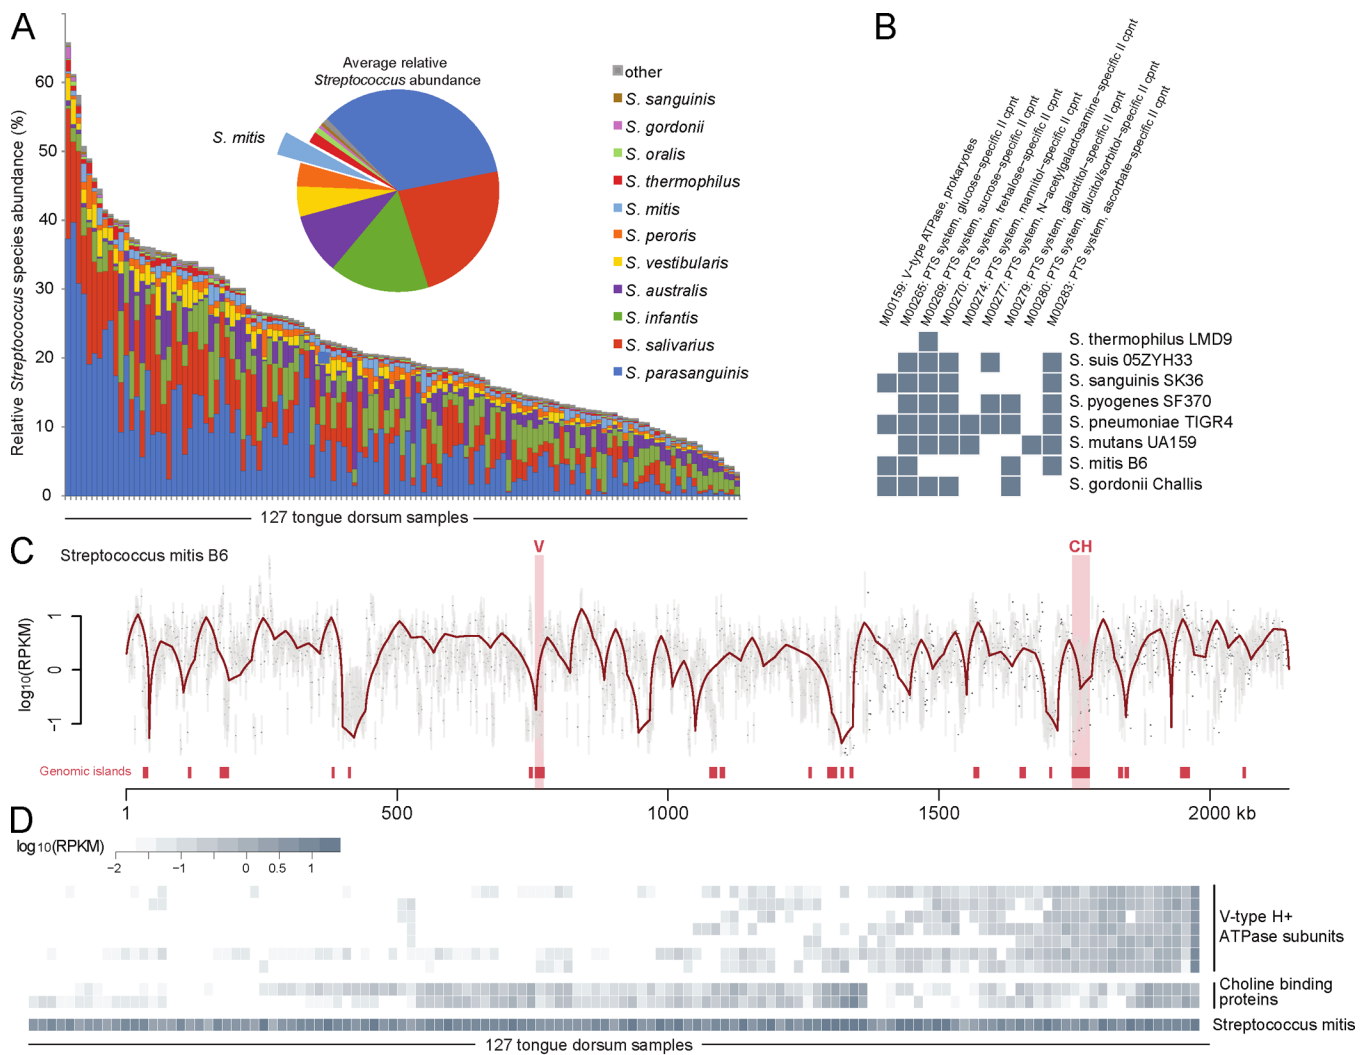 A
Relative Streptococcus species abundance (%)
60
50
40
30
20
10
0
127 tongue dorsum samples
Average relative
Streptococcus abundance
S. mitis
other
S. sanguinis
S. gordonii
S. oralis
S. thermophilus
S. mitis
S. peroris
S. vestibularis
S. australis
S. infantis
S. salivarius
S. parasanguinis
B
M00159: V-type ATPase, prokaryotes
M00265: PTS system, glucose-specific II cpnt
M00269: PTS system, sucrose-specific II cpnt
M00270: PTS system, trehalose-specific II cpnt
M00274: PTS system, mannitol-specific II cpnt
M00277: PTS system, N-acetylgalactosamine-specific II cpnt
M00279: PTS system, galactitol-specific II cpnt
M00280: PTS system, glucitol/sorbitol-specific II cpnt
M00283: PTS system, ascorbate-specific II cpnt
S. thermophilus LMD9
S. suis 05ZYH33
S. sanguinis SK36
S. pyogenes SF370
S. pneumoniae TIGR4
S. mutans UA159
S. mitis B6
S. gordonii Challis
C
Streptococcus mitis B6
V
CH
log10(RPKM)
1
0
-1
Genomic islands
1
500
1000
1500
2000 kb
D
log10(RPKM)
-2
-1
0
0.5
1
V-type H+
ATPase subunits
Choline binding
proteins
Streptococcus mitis
127 tongue dorsum samples